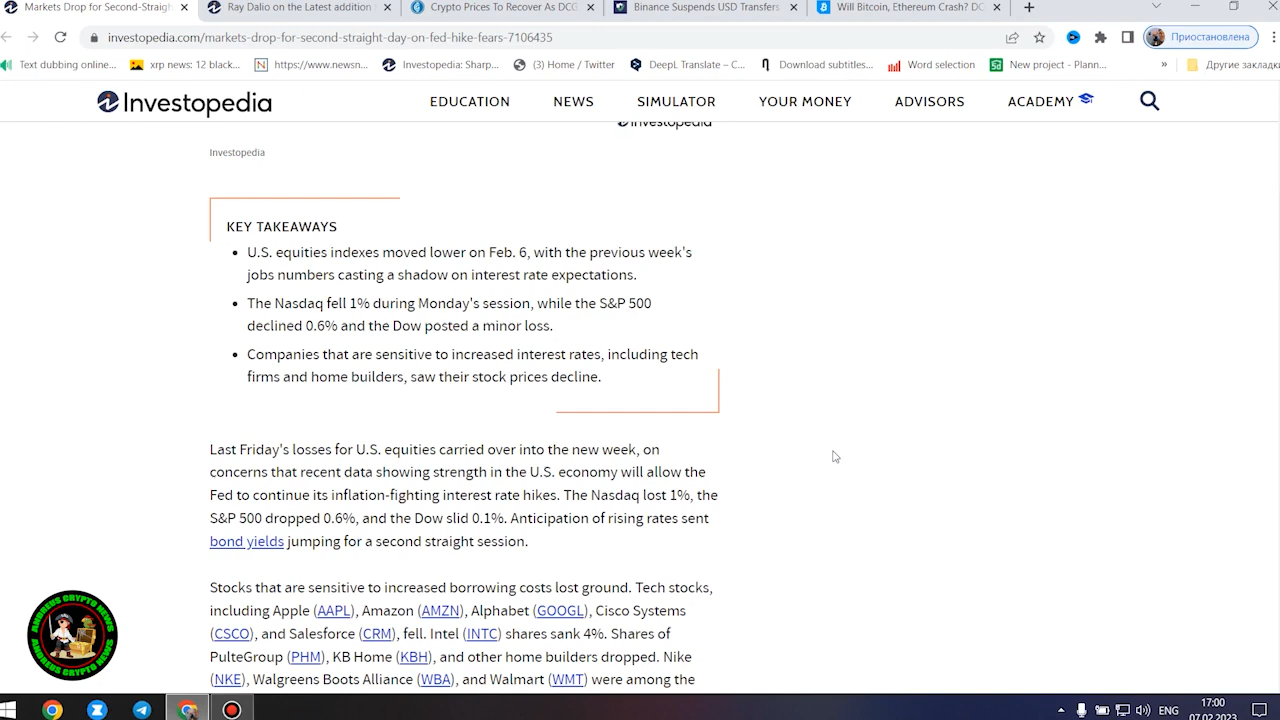 Markets Drop for Second-Straigh
Ray Dalio on the Latest addition
Crypto Prices To Recover As DCG
Binance Suspends USD Transfers
Will Bitcoin, Ethereum Crash? DC
investopedia.com/markets-drop-for-second-straight-day-on-fed-hike-fears-7106435
Приостановлена
Text dubbing online...
xrp news: 12 black...
https://www.newsn...
Investopedia: Sharp...
(3) Home / Twitter
DeepL Translate – C...
Download subtitles...
Word selection
New project - Plann...
»
Другие закладки
Investopedia
EDUCATION
NEWS
SIMULATOR
YOUR MONEY
ADVISORS
ACADEMY
Investopedia
Investopedia
KEY TAKEAWAYS
• U.S. equities indexes moved lower on Feb. 6, with the previous week's
jobs numbers casting a shadow on interest rate expectations.
• The Nasdaq fell 1% during Monday's session, while the S&P 500
declined 0.6% and the Dow posted a minor loss.
• Companies that are sensitive to increased interest rates, including tech
firms and home builders, saw their stock prices decline.
Last Friday's losses for U.S. equities carried over into the new week, on
concerns that recent data showing strength in the U.S. economy will allow the
Fed to continue its inflation-fighting interest rate hikes. The Nasdaq lost 1%, the
S&P 500 dropped 0.6%, and the Dow slid 0.1%. Anticipation of rising rates sent
bond yields jumping for a second straight session.
Stocks that are sensitive to increased borrowing costs lost ground. Tech stocks,
including Apple (AAPL), Amazon (AMZN), Alphabet (GOOGL), Cisco Systems
(CSCO), and Salesforce (CRM), fell. Intel (INTC) shares sank 4%. Shares of
PulteGroup (PHM), KB Home (KBH), and other home builders dropped. Nike
(NKE), Walgreens Boots Alliance (WBA), and Walmart (WMT) were among the
ANDREUS CRYPTO NEWS
ANDREUS CRYPTO NEWS
ENG
17:00
07.02.2023